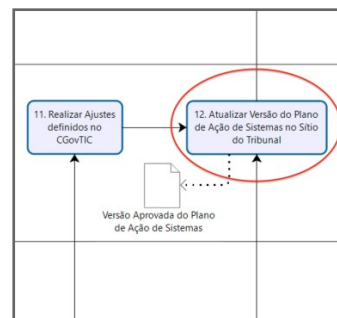 11. Realizar Ajustes
definidos no
CGovTIC
12. Atualizar Versão do Plano
de Ação de Sistemas no Sítio
do Tribunal
Versão Aprovada do Plano
de Ação de Sistemas